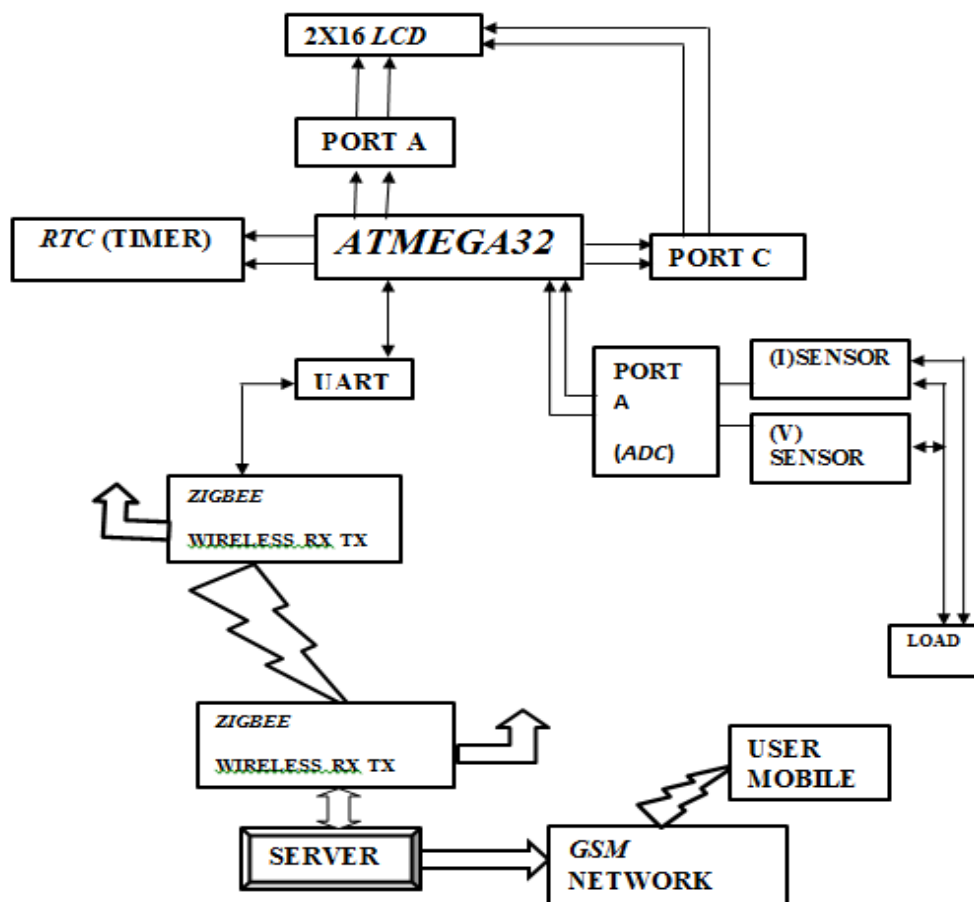 2X16 LCD
PORT A
RTC (TIMER)
ATMEGA32
PORT C
UART
PORT
A
(ADC)
(I)SENSOR
(V)
SENSOR
ZIGBEE
WIRELESS RX TX
LOAD
ZIGBEE
WIRELESS RX TX
USER
MOBILE
SERVER
GSM
NETWORK